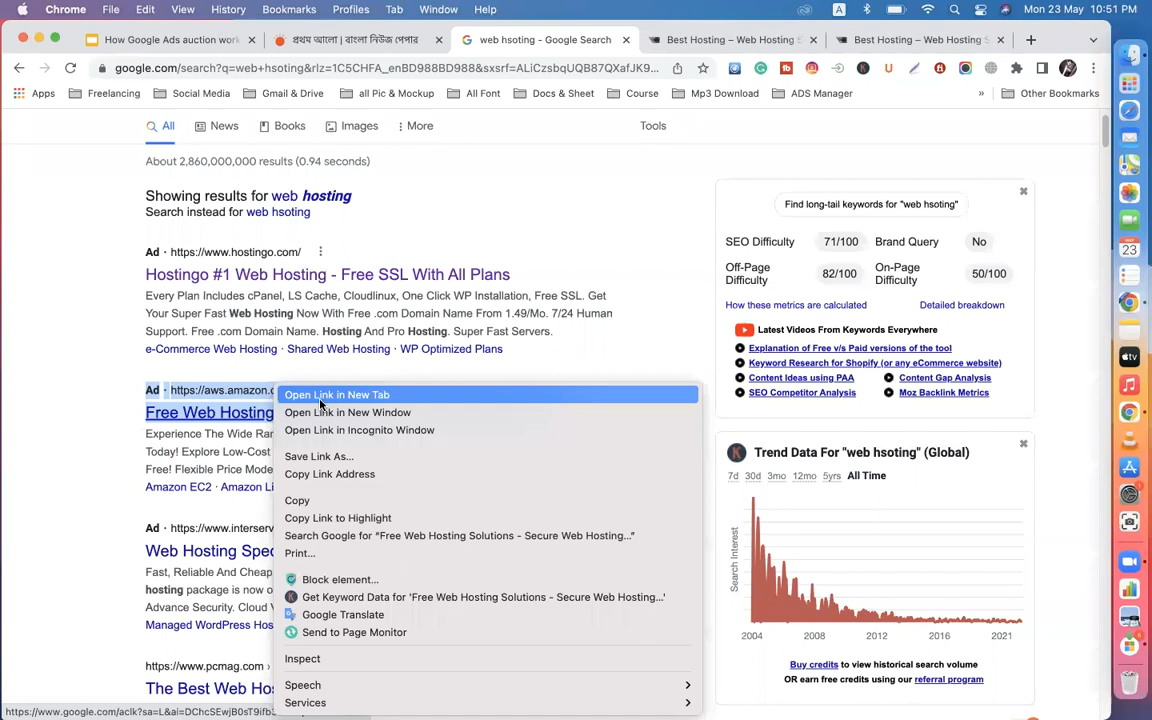 Chrome File Edit View History Bookmarks Profiles Tab Window Help A Mon 23 May 10:51 PM
How Google Ads auction work প্রথম আলো | বাংলা নিউজ পেপার web hsoting - Google Search Best Hosting – Web Hosting S Best Hosting – Web Hosting S
google.com/search?q=web+hsoting&rlz=1C5CHFA_enBD988BD988&sxsrf=ALiCzsbqUQB87QXafJK9...
Apps Freelancing Social Media Gmail & Drive all Pic & Mockup All Font Docs & Sheet Course Mp3 Download ADS Manager » Other Bookmarks
All News Books Images More Tools
About 2,860,000,000 results (0.94 seconds)
Showing results for web hosting
Search instead for web hsoting
Ad · https://www.hostingo.com/
Hostingo #1 Web Hosting - Free SSL With All Plans
Every Plan Includes cPanel, LS Cache, Cloudlinux, One Click WP Installation, Free SSL. Get
Your Super Fast Web Hosting Now With Free .com Domain Name From 1.49/Mo. 7/24 Human
Support. Free .com Domain Name. Hosting And Pro Hosting. Super Fast Servers.
e-Commerce Web Hosting · Shared Web Hosting · WP Optimized Plans
Ad · https://aws.amazon.c
Free Web Hosting
Experience The Wide Ran
Today! Explore Low-Cost
Free! Flexible Price Mode
Amazon EC2 · Amazon Li
Ad · https://www.interserv
Web Hosting Spec
Fast, Reliable And Cheap
hosting package is now o
Advance Security. Cloud V
Managed WordPress Hos
https://www.pcmag.com ›
The Best Web Hos
https://www.google.com/aclk?sa=L&ai=DChcSEwjB0sT9ifb3
Open Link in New Tab
Open Link in New Window
Open Link in Incognito Window
Save Link As...
Copy Link Address
Copy
Copy Link to Highlight
Search Google for “Free Web Hosting Solutions - Secure Web Hosting...”
Print...
Block element...
Get Keyword Data for 'Free Web Hosting Solutions - Secure Web Hosting...'
Google Translate
Send to Page Monitor
Inspect
Speech
Services
Find long-tail keywords for "web hsoting"
SEO Difficulty 71/100 Brand Query No
Off-Page Difficulty 82/100 On-Page Difficulty 50/100
How these metrics are calculated Detailed breakdown
Latest Videos From Keywords Everywhere
Explanation of Free v/s Paid versions of the tool
Keyword Research for Shopify (or any eCommerce website)
Content Ideas using PAA Content Gap Analysis
SEO Competitor Analysis Moz Backlink Metrics
Trend Data For "web hsoting" (Global)
7d 30d 3mo 12mo 5yrs All Time
Search Interest
2004 2008 2012 2016 2021
Buy credits to view historical search volume
OR earn free credits using our referral program